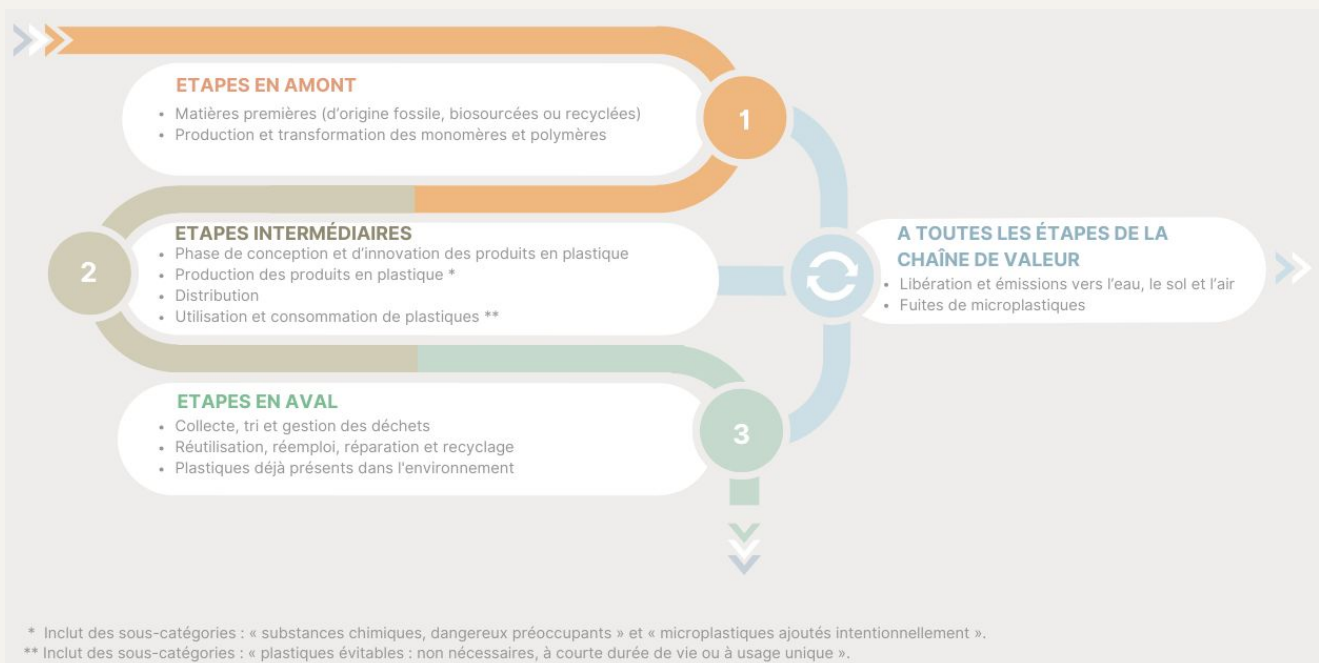 ETAPES EN AMONT
• Matières premières (d'origine fossile, biosourcées ou recyclées)
• Production et transformation des monomères et polymères
1
ETAPES INTERMÉDIAIRES
• Phase de conception et d'innovation des produits en plastique
• Production des produits en plastique *
• Distribution
• Utilisation et consommation de plastiques **
2
A TOUTES LES ÉTAPES DE LA
CHAÎNE DE VALEUR
• Libération et émissions vers l'eau, le sol et l'air
• Fuites de microplastiques
ETAPES EN AVAL
• Collecte, tri et gestion des déchets
• Réutilisation, réemploi, réparation et recyclage
• Plastiques déjà présents dans l'environnement
3
* Inclut des sous-catégories : « substances chimiques, dangereux préoccupants » et « microplastiques ajoutés intentionnellement ».
** Inclut des sous-catégories : « plastiques évitables : non nécessaires, à courte durée de vie ou à usage unique ».